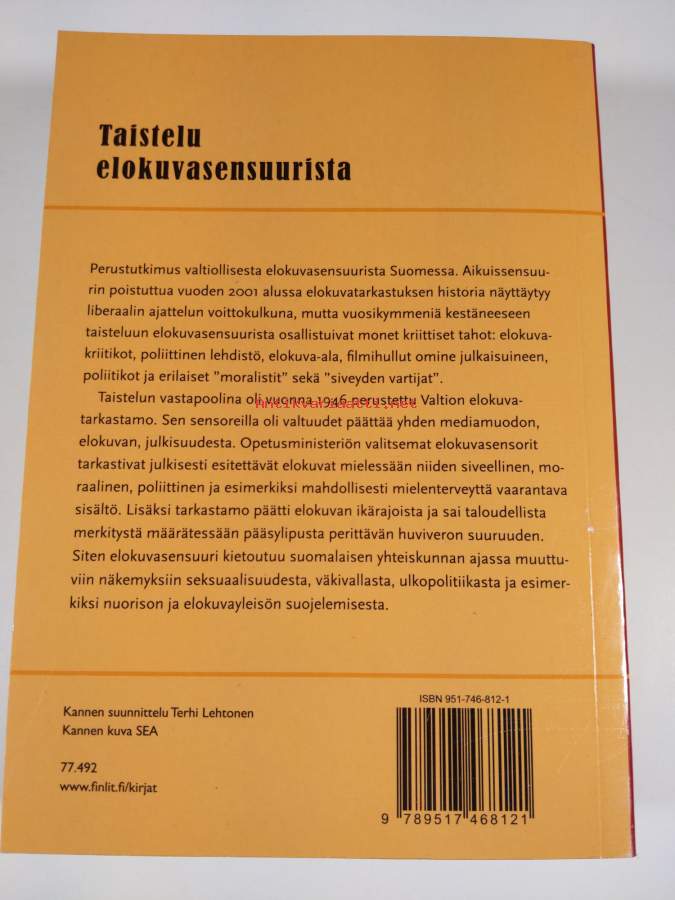 Taistelu
elokuvasensuurista
Perustutkimus valtiollisesta elokuvasensuurista Suomessa. Aikuissensuu-
rin poistuttua vuoden 2001 alussa elokuvatarkastuksen historia näyttäytyy
liberaalin ajattelun voittokulkuna, mutta vuosikymmeniä kestäneeseen
taisteluun elokuvasensuurista osallistuivat monet kriittiset tahot: elokuva-
kriitikot, poliittinen lehdistö, elokuva-ala, filmihullut omine julkaisuineen,
poliitikot ja erilaiset ”moralistit” sekä ”siveyden vartijat”.
Taistelun vastapoolina oli vuonna 1946 perustettu Valtion elokuva-
Antikvariaatti.net
tarkastamo. Sen sensoreilla oli valtuudet päättää yhden mediamuodon,
elokuvan, julkisuudesta. Opetusministeriön valitsemat elokuvasensorit
tarkastivat julkisesti esitettävät elokuvat mielessään niiden siveellinen, mo-
raalinen, poliittinen ja esimerkiksi mahdollisesti mielenterveyttä vaarantava
sisältö. Lisäksi tarkastamo päätti elokuvan ikärajoista ja sai taloudellista
merkitystä määrätessään pääsylipusta perittävän huviveron suuruuden.
Siten elokuvasensuuri kietoutuu suomalaisen yhteiskunnan ajassa muuttu-
viin näkemyksiin seksuaalisuudesta, väkivallasta, ulkopolitiikasta ja esimer-
kiksi nuorison ja elokuvayleisön suojelemisesta.
Kannen suunnittelu Terhi Lehtonen
Kannen kuva SEA
77.492
www.finlit.fi/kirjat
ISBN 951-746-812-1
9 789517 468121